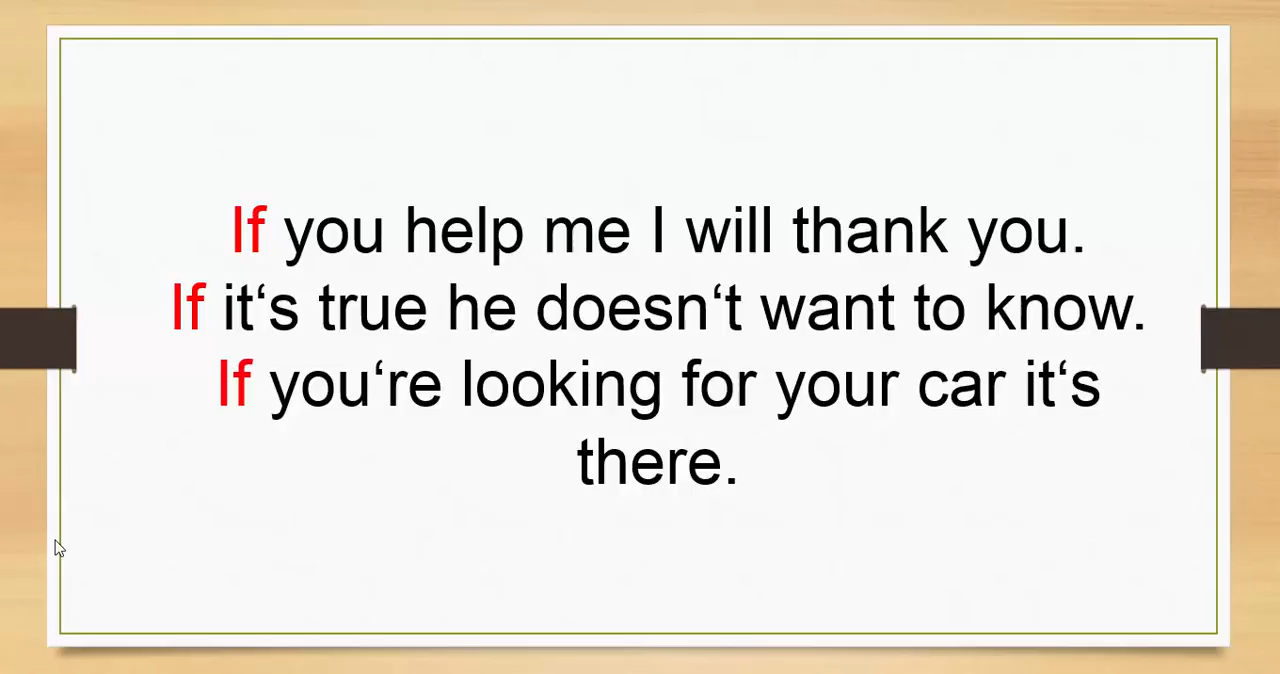 If you help me I will thank you.
If it‘s true he doesn‘t want to know.
If you‘re looking for your car it‘s
there.